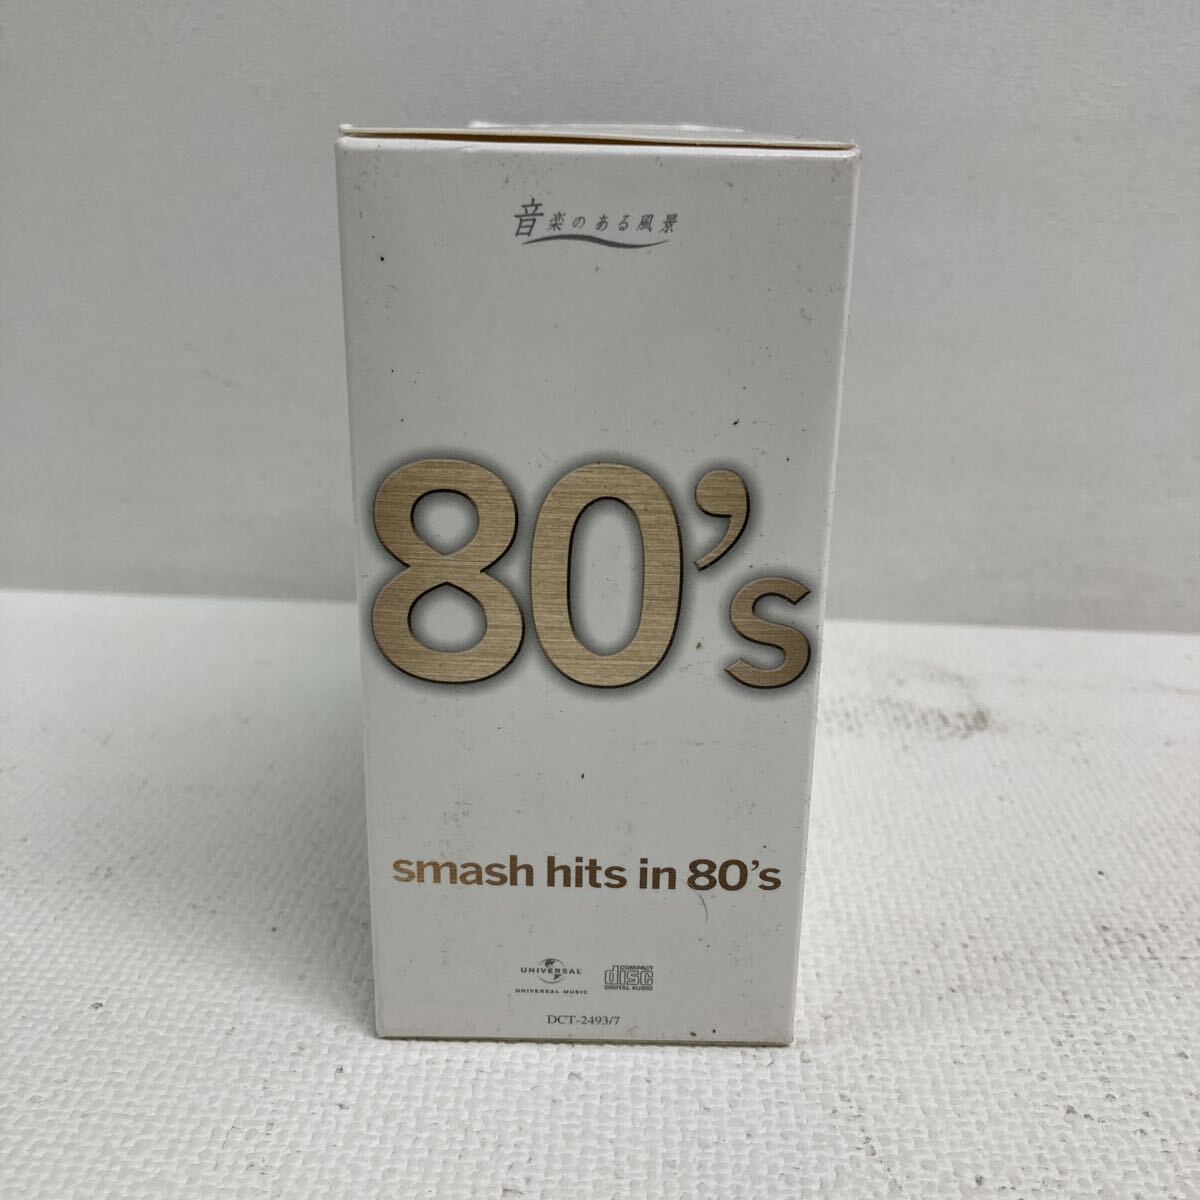 音楽のある風景
80's
smash hits in 80's
UNIVERSAL
UNIVERSAL MUSIC
COMPACT
disc
DIGITAL AUDIO
DCT-2493/7